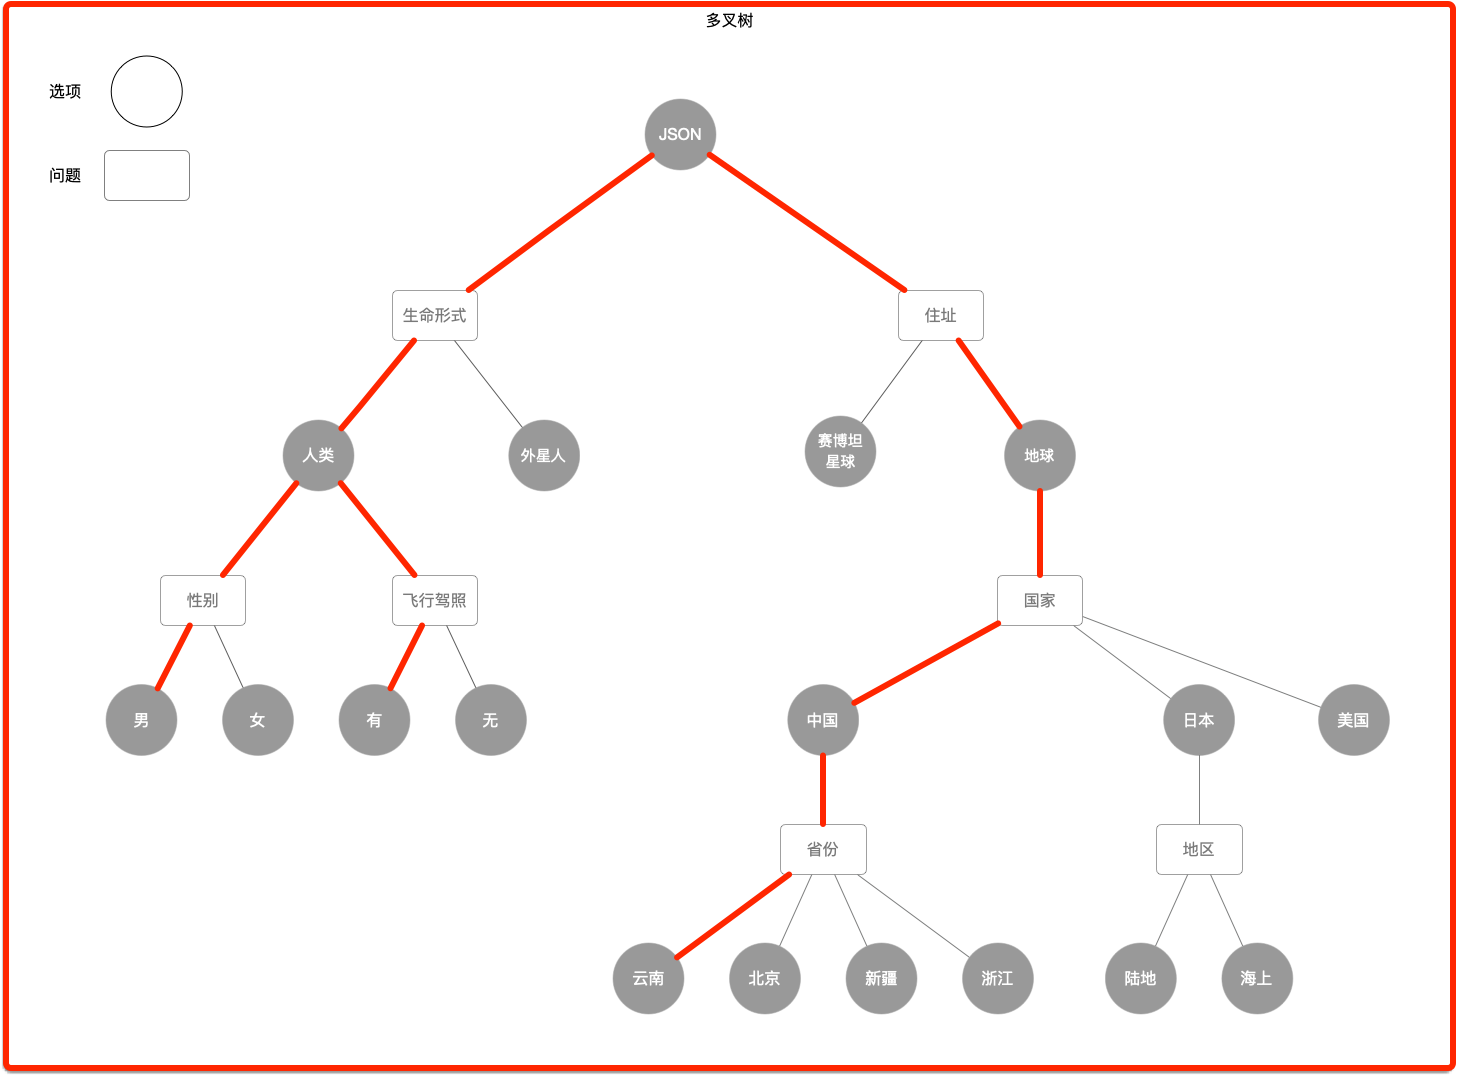 多叉树
选项
问题
JSON
生命形式
住址
人类
外星人
赛博坦
星球
地球
性别
飞行驾照
国家
男
女
有
无
中国
日本
美国
省份
地区
云南
北京
新疆
浙江
陆地
海上